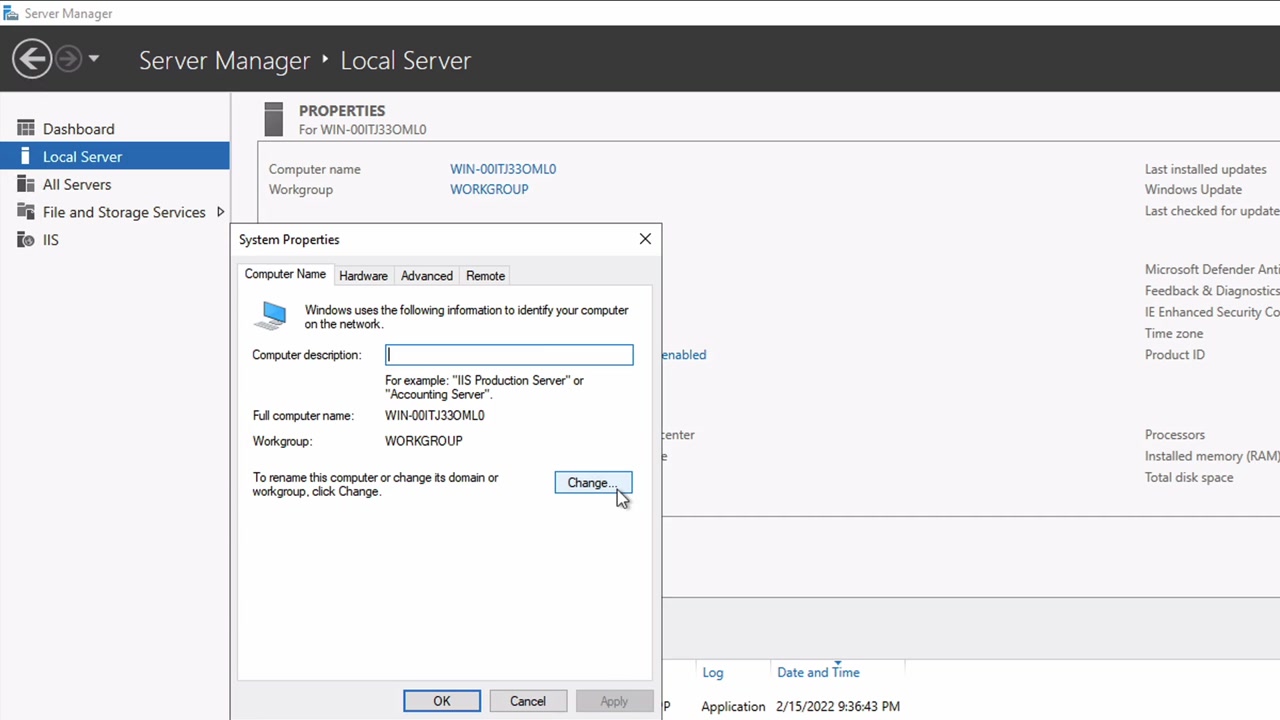 Server Manager
Server Manager ‣ Local Server
Dashboard
Local Server
All Servers
File and Storage Services
IIS
PROPERTIES
For WIN-00ITJ33OML0
Computer name WIN-00ITJ33OML0
Workgroup WORKGROUP
Last installed updates
Windows Update
Last checked for update
Microsoft Defender Anti
Feedback & Diagnostics
IE Enhanced Security Co
Time zone
Product ID
enabled
center
e
Processors
Installed memory (RAM)
Total disk space
System Properties
Computer Name Hardware Advanced Remote
Windows uses the following information to identify your computer
on the network.
Computer description:
For example: "IIS Production Server" or
"Accounting Server".
Full computer name: WIN-00ITJ33OML0
Workgroup: WORKGROUP
To rename this computer or change its domain or
workgroup, click Change.
Change...
OK Cancel Apply
Log Date and Time
P Application 2/15/2022 9:36:43 PM